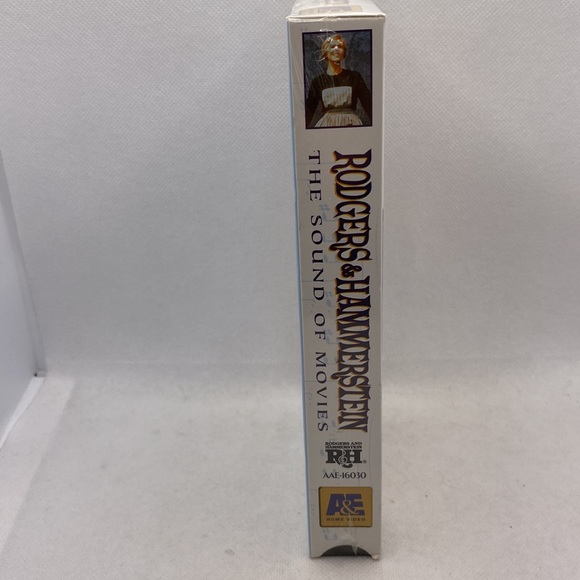 RODGERS & HAMMERSTEIN
THE SOUND OF MOVIES
RODGERS AND
HAMMERSTEIN
R&H®
AAE-16030
A&E
HOME VIDEO